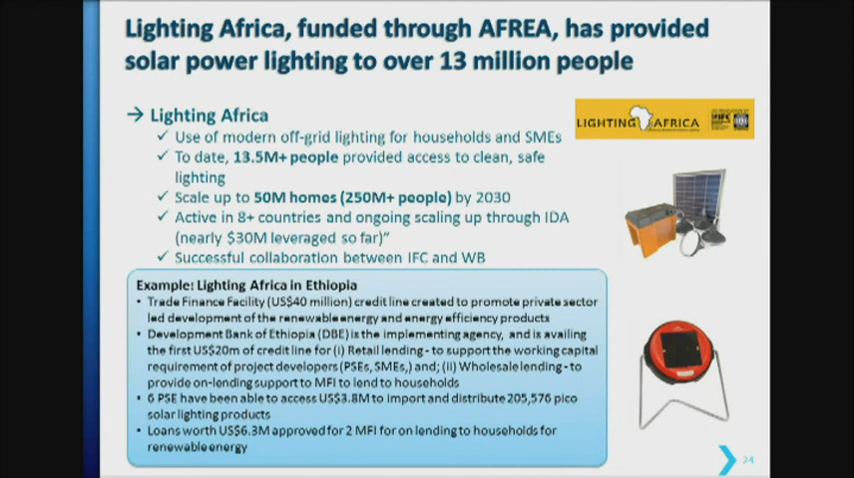 Lighting Africa, funded through AFREA, has provided
solar power lighting to over 13 million people
→ Lighting Africa
✓ Use of modern off-grid lighting for households and SMEs
✓ To date, 13.5M+ people provided access to clean, safe
lighting
✓ Scale up to 50M homes (250M+ people) by 2030
✓ Active in 8+ countries and ongoing scaling up through IDA
(nearly $30M leveraged so far)”
✓ Successful collaboration between IFC and WB
LIGHTING AFRICA
IFC
Example: Lighting Africa in Ethiopia
• Trade Finance Facility (US$40 million) credit line created to promote private sector
led development of the renewable energy and energy efficiency products
• Development Bank of Ethiopia (DBE) is the implementing agency, and is availing
the first US$20m of credit line for (i) Retail lending - to support the working capital
requirement of project developers (PSEs, SMEs,) and; (ii) Wholesale lending - to
provide on-lending support to MFI to lend to households
• 6 PSE have been able to access US$3.8M to import and distribute 205,576 pico
solar lighting products
• Loans worth US$6.3M approved for 2 MFI for on lending to households for
renewable energy
24